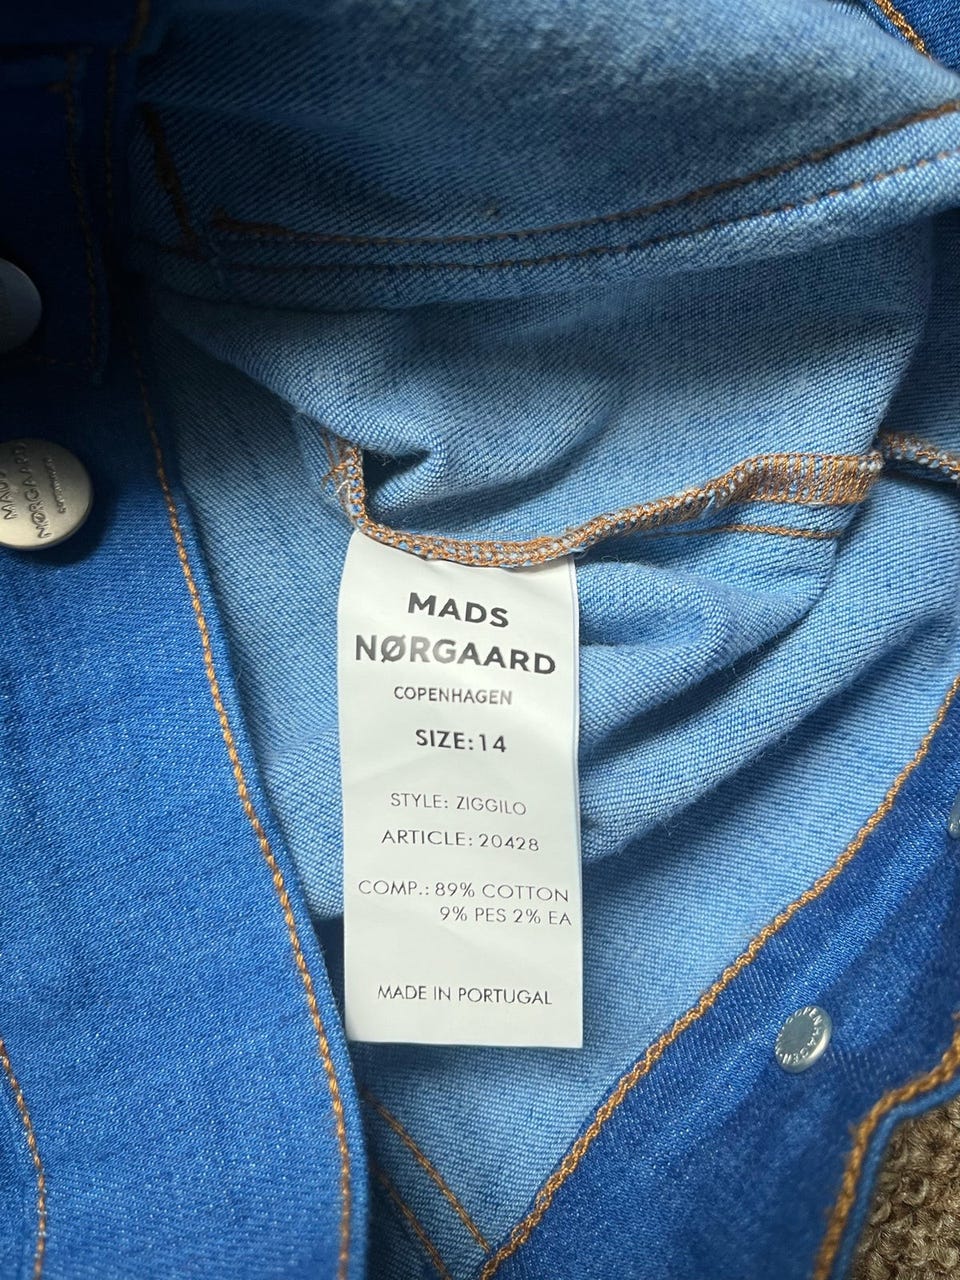 MADS
NØRGAARD
COPENHAGEN
SIZE: 14
STYLE: ZIGGILO
ARTICLE: 20428
COMP.: 89% COTTON
9% PES 2% EA
MADE IN PORTUGAL
MADS
NØRGAARD
COPENHAGEN